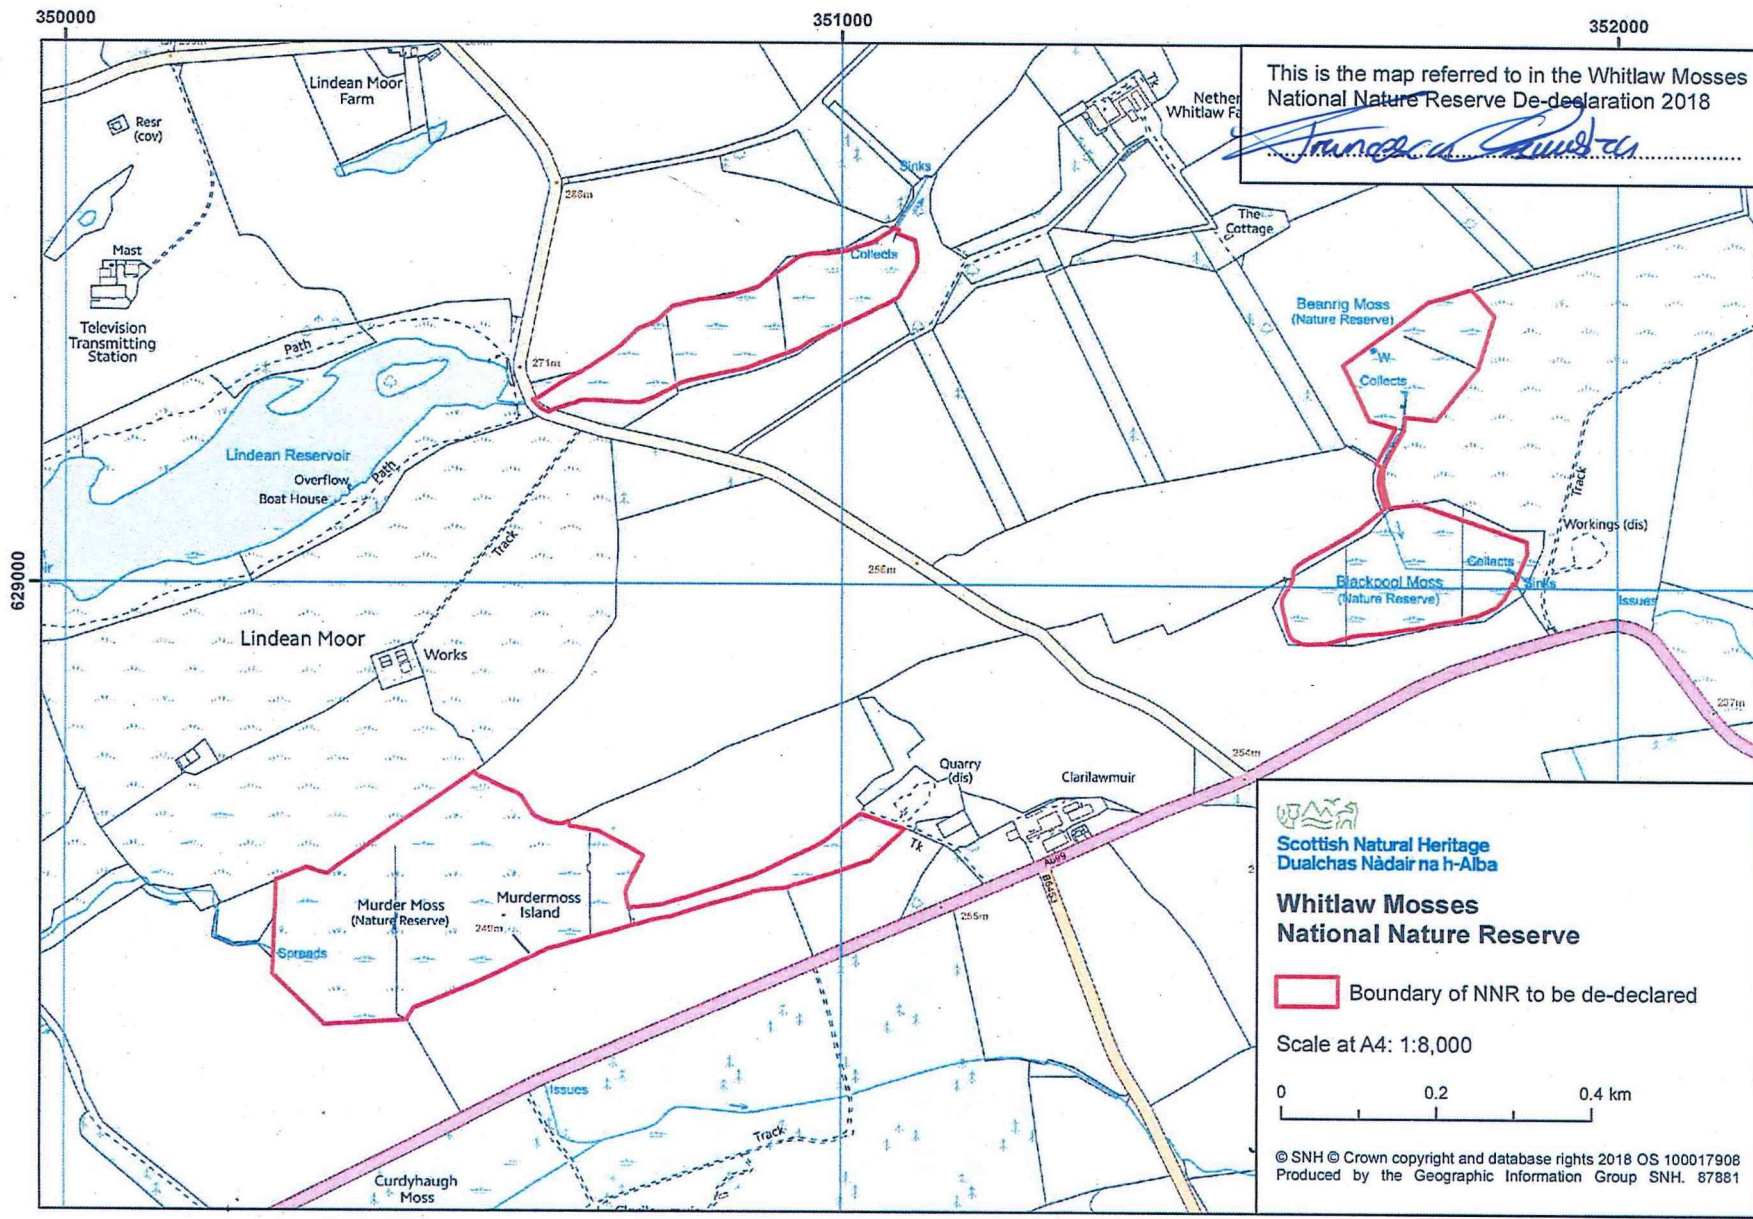 350000
351000
352000
629000
This is the map referred to in the Whitlaw Mosses
National Nature Reserve De-declaration 2018
Lindean Moor
Farm
Resr
(cov)
Nether
Whitlaw Fa
Sinks
286m
The
Cottage
Mast
Collects
Television
Transmitting
Station
Path
271m
Beanrig Moss
(Nature Reserve)
W
Collects
Lindean Reservoir
Overflow
Boat House
Path
Track
Track
Workings (dis)
256m
Collects
Sinks
Blackpool Moss
(Nature Reserve)
Issues
Lindean Moor
Works
237m
254m
Quarry
(dis)
Clarilawmuir
Tk
A699
B6453
255m
Murder Moss
(Nature Reserve)
Murdermoss
Island
249m
Spreads
Issues
Track
Curdyhaugh
Moss
Scottish Natural Heritage
Dualchas Nàdair na h-Alba
Whitlaw Mosses
National Nature Reserve
Boundary of NNR to be de-declared
Scale at A4: 1:8,000
0 0.2 0.4 km
© SNH © Crown copyright and database rights 2018 OS 100017908
Produced by the Geographic Information Group SNH. 87881